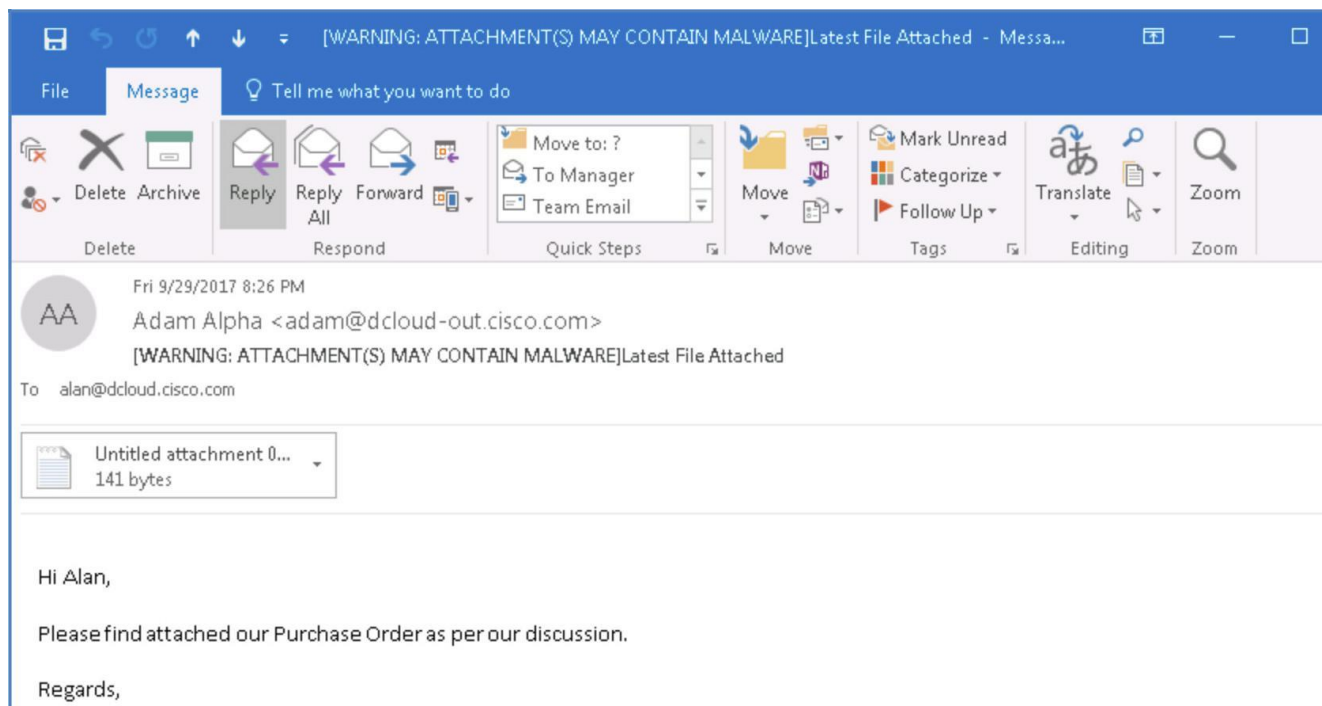 [WARNING: ATTACHMENT(S) MAY CONTAIN MALWARE]Latest File Attached - Messa...
File Message Tell me what you want to do
Delete Archive Reply Reply All Forward
Move to: ?
To Manager
Team Email
Move
Mark Unread
Categorize
Follow Up
Translate
Zoom
Delete Respond Quick Steps Move Tags Editing Zoom
AA
Fri 9/29/2017 8:26 PM
Adam Alpha <adam@dcloud-out.cisco.com>
[WARNING: ATTACHMENT(S) MAY CONTAIN MALWARE]Latest File Attached
To alan@dcloud.cisco.com
Untitled attachment 0...
141 bytes
Hi Alan,
Please find attached our Purchase Order as per our discussion.
Regards,